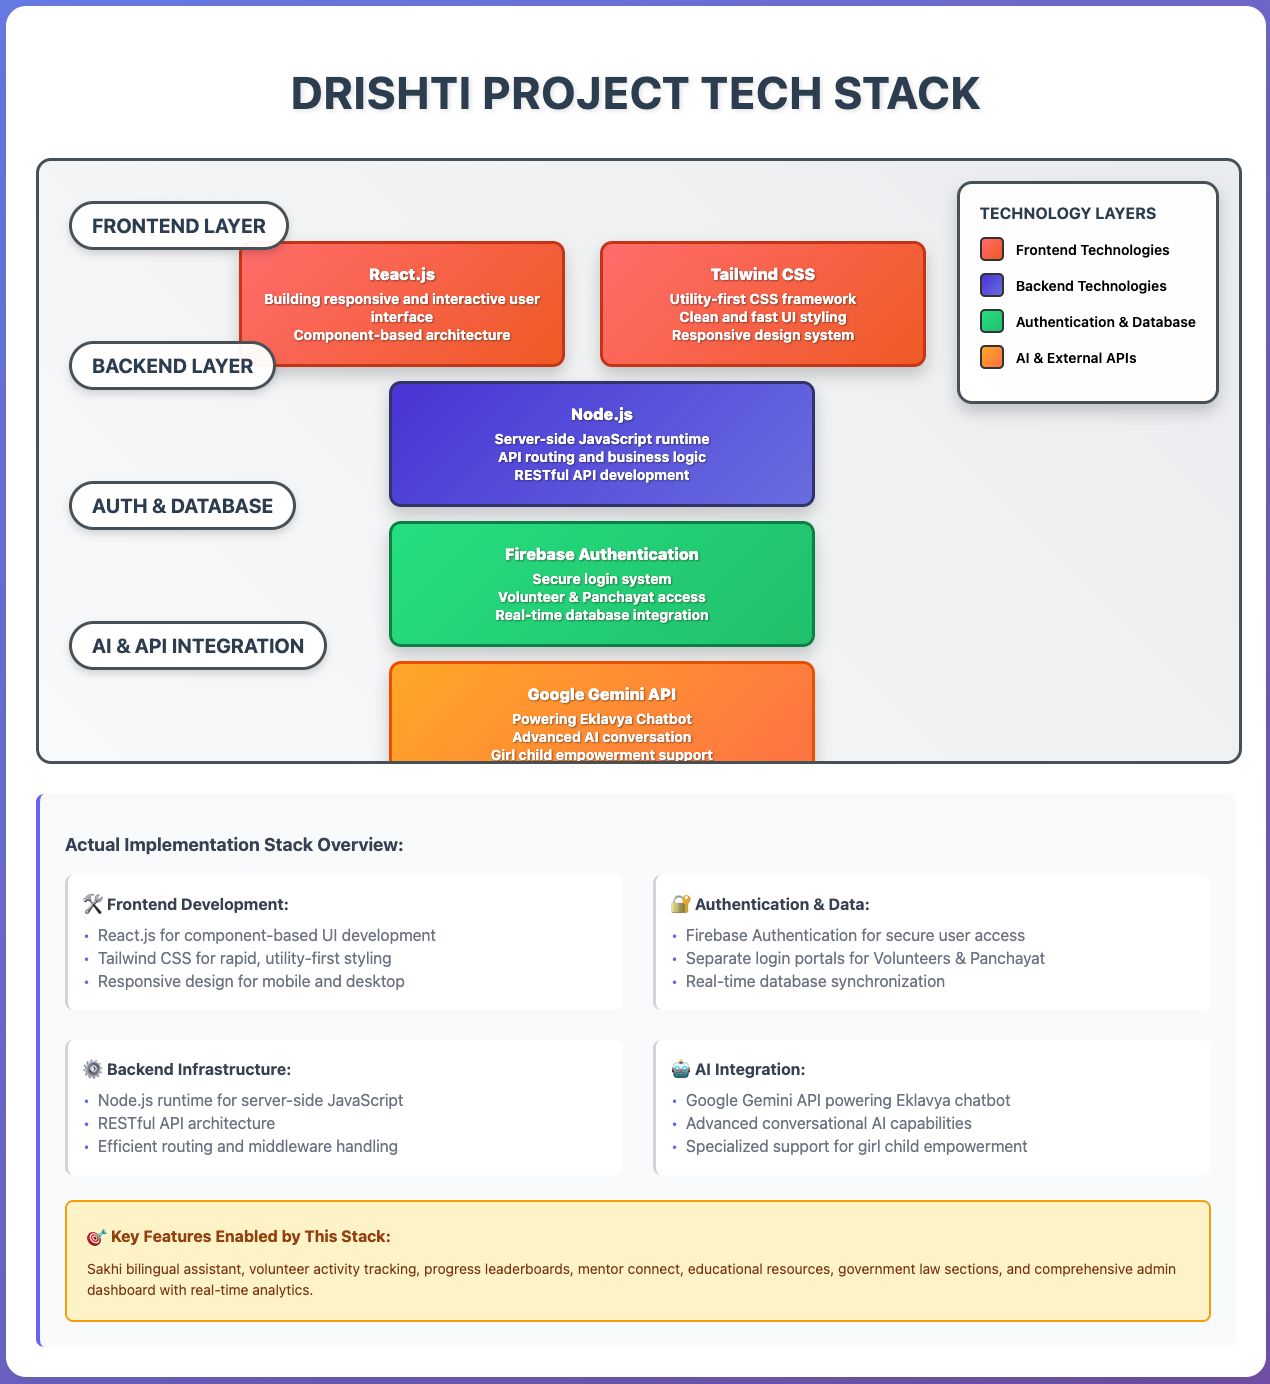 DRISHTI PROJECT TECH STACK
FRONTEND LAYER
React.js
Building responsive and interactive user
interface
Component-based architecture
Tailwind CSS
Utility-first CSS framework
Clean and fast UI styling
Responsive design system
TECHNOLOGY LAYERS
Frontend Technologies
Backend Technologies
Authentication & Database
AI & External APIs
BACKEND LAYER
Node.js
Server-side JavaScript runtime
API routing and business logic
RESTful API development
AUTH & DATABASE
Firebase Authentication
Secure login system
Volunteer & Panchayat access
Real-time database integration
AI & API INTEGRATION
Google Gemini API
Powering Eklavya Chatbot
Advanced AI conversation
Girl child empowerment support
Actual Implementation Stack Overview:
🛠️ Frontend Development:
• React.js for component-based UI development
• Tailwind CSS for rapid, utility-first styling
• Responsive design for mobile and desktop
🔐 Authentication & Data:
• Firebase Authentication for secure user access
• Separate login portals for Volunteers & Panchayat
• Real-time database synchronization
⚙️ Backend Infrastructure:
• Node.js runtime for server-side JavaScript
• RESTful API architecture
• Efficient routing and middleware handling
🤖 AI Integration:
• Google Gemini API powering Eklavya chatbot
• Advanced conversational AI capabilities
• Specialized support for girl child empowerment
🎯 Key Features Enabled by This Stack:
Sakhi bilingual assistant, volunteer activity tracking, progress leaderboards, mentor connect, educational resources, government law sections, and comprehensive admin
dashboard with real-time analytics.